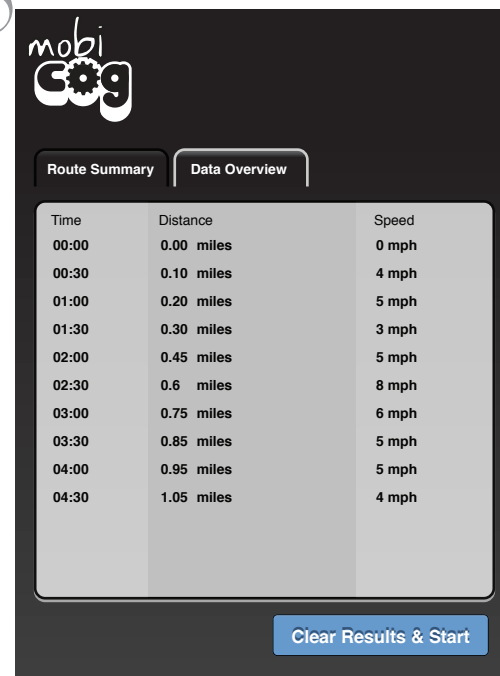 mobi
cog
Route Summary Data Overview
Time Distance Speed
00:00 0.00 miles 0 mph
00:30 0.10 miles 4 mph
01:00 0.20 miles 5 mph
01:30 0.30 miles 3 mph
02:00 0.45 miles 5 mph
02:30 0.6 miles 8 mph
03:00 0.75 miles 6 mph
03:30 0.85 miles 5 mph
04:00 0.95 miles 5 mph
04:30 1.05 miles 4 mph
Clear Results & Start